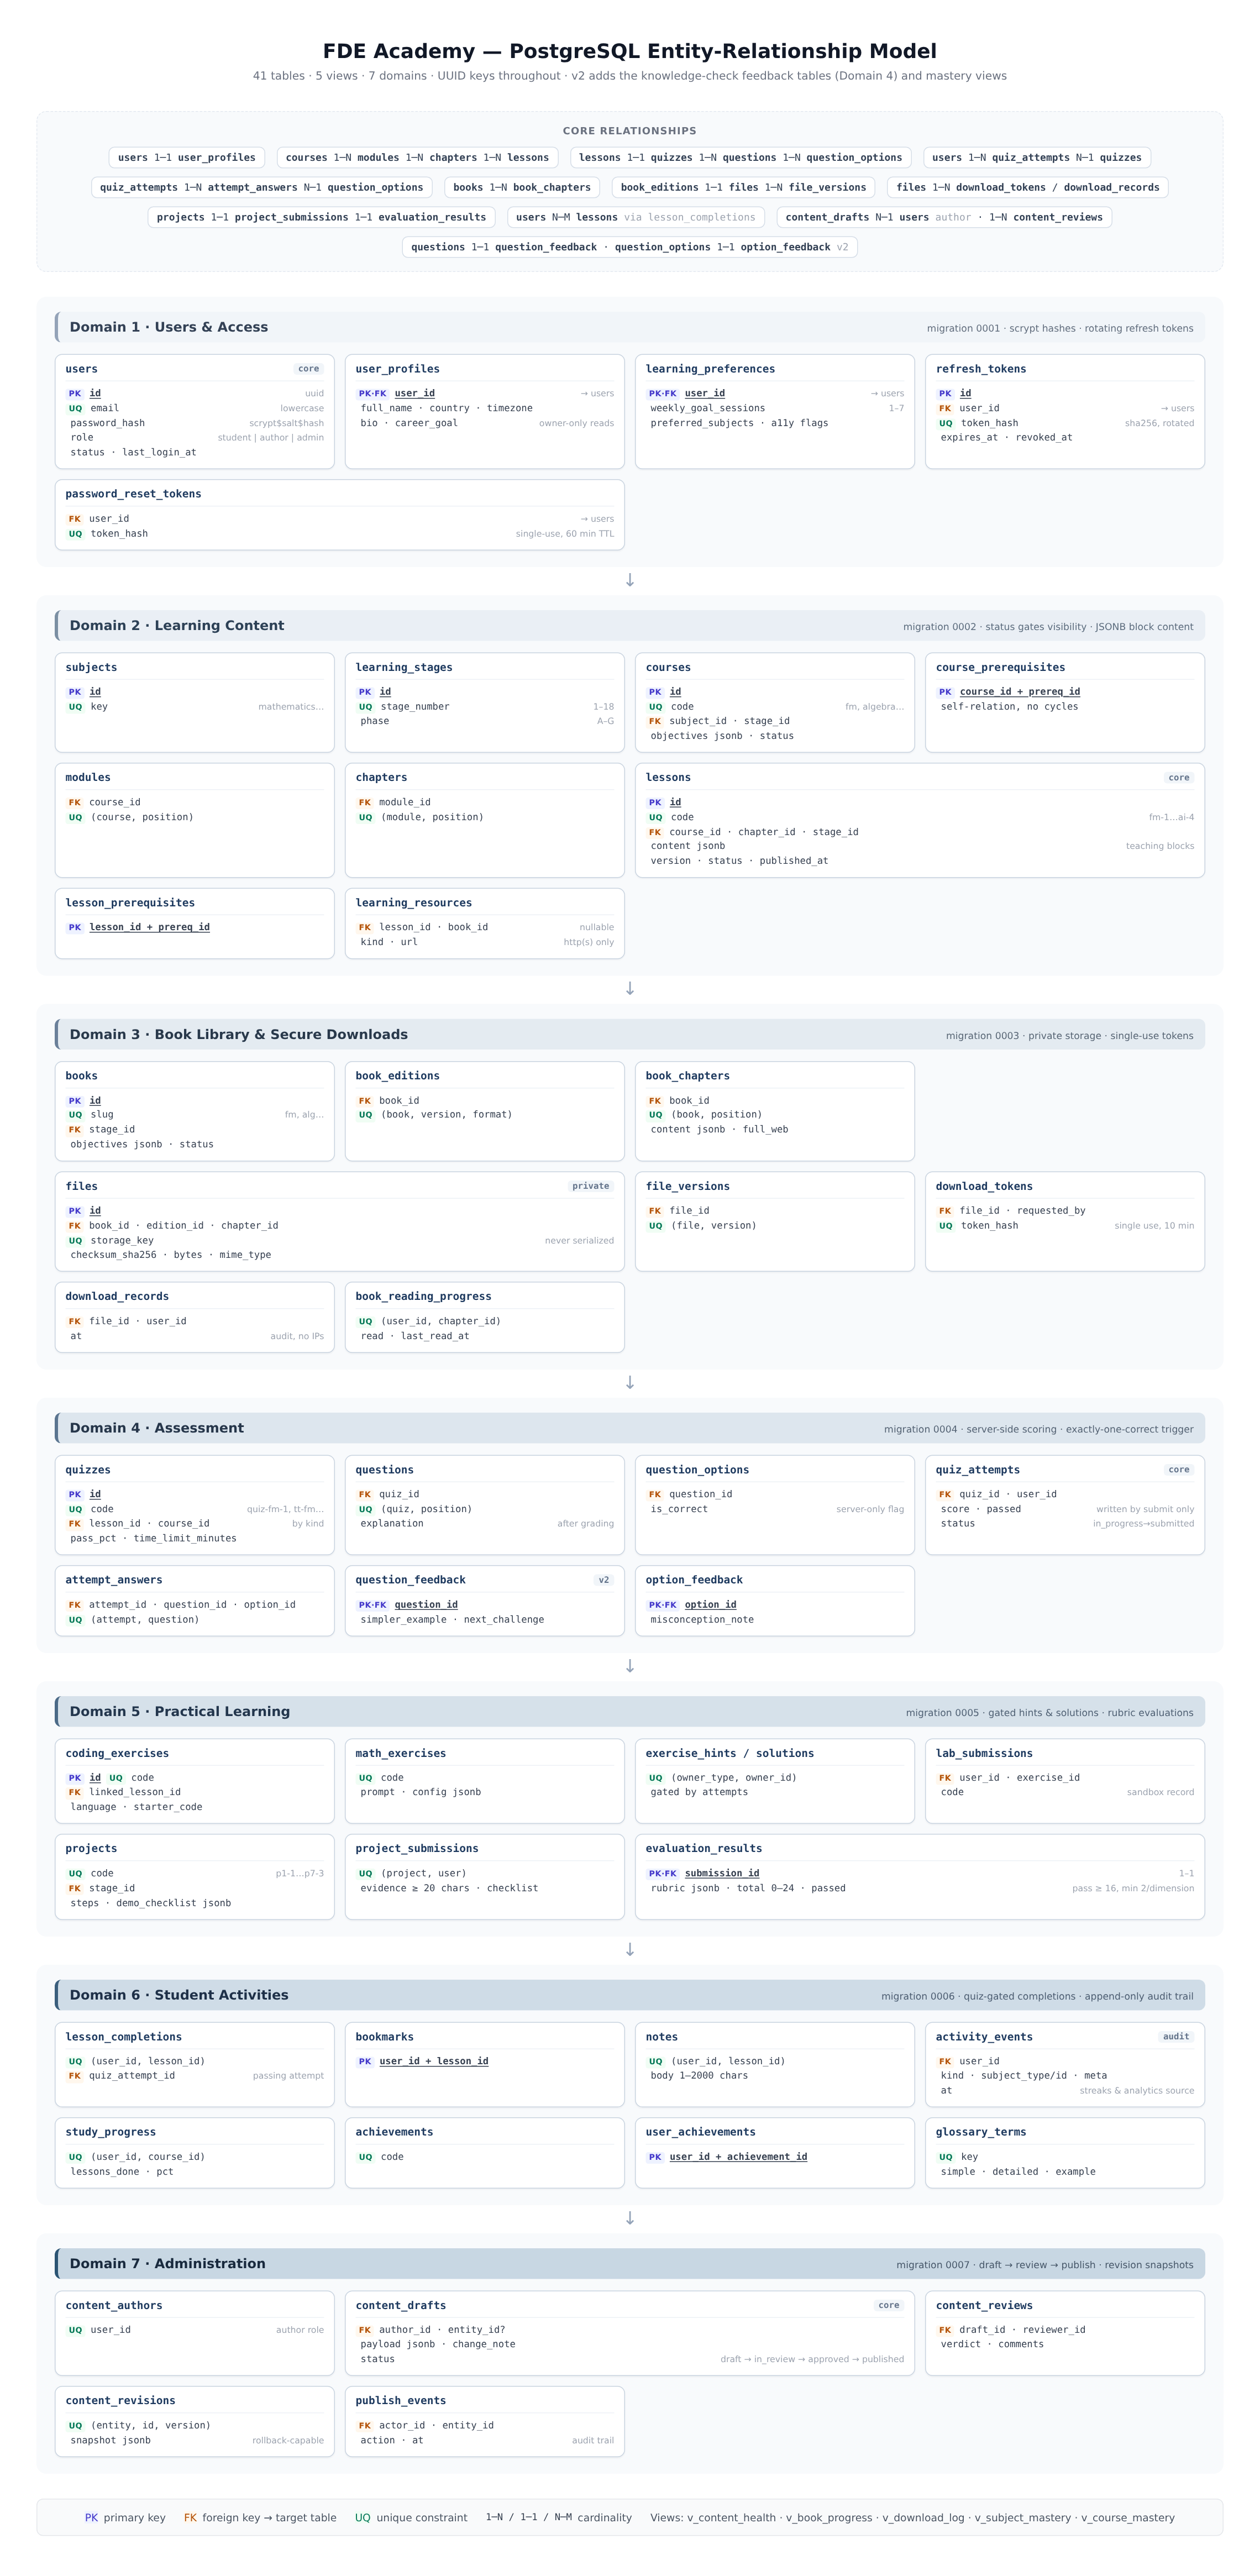 FDE Academy — PostgreSQL Entity-Relationship Model
41 tables · 5 views · 7 domains · UUID keys throughout · v2 adds the knowledge-check feedback tables (Domain 4) and mastery views
CORE RELATIONSHIPS
users 1─1 user_profiles
courses 1─N modules 1─N chapters 1─N lessons
lessons 1─1 quizzes 1─N questions 1─N question_options
users 1─N quiz_attempts N─1 quizzes
quiz_attempts 1─N attempt_answers N─1 question_options
books 1─N book_chapters
book_editions 1─1 files 1─N file_versions
files 1─N download_tokens / download_records
projects 1─1 project_submissions 1─1 evaluation_results
users N─M lessons via lesson_completions
content_drafts N─1 users author · 1─N content_reviews
questions 1─1 question_feedback · question_options 1─1 option_feedback v2
Domain 1 · Users & Access
migration 0001 · scrypt hashes · rotating refresh tokens
users core
PK id uuid
UQ email lowercase
password_hash scrypt$salt$hash
role student | author | admin
status · last_login_at
user_profiles
PK·FK user_id → users
full_name · country · timezone
bio · career_goal owner-only reads
learning_preferences
PK·FK user_id → users
weekly_goal_sessions 1–7
preferred_subjects · a11y flags
refresh_tokens
PK id
FK user_id → users
UQ token_hash sha256, rotated
expires_at · revoked_at
password_reset_tokens
FK user_id → users
UQ token_hash single-use, 60 min TTL
↓
Domain 2 · Learning Content
migration 0002 · status gates visibility · JSONB block content
subjects
PK id
UQ key mathematics…
learning_stages
PK id
UQ stage_number 1–18
phase A–G
courses
PK id
UQ code fm, algebra…
FK subject_id · stage_id
objectives jsonb · status
course_prerequisites
PK course_id + prereq_id
self-relation, no cycles
modules
FK course_id
UQ (course, position)
chapters
FK module_id
UQ (module, position)
lessons core
PK id
UQ code fm-1…ai-4
FK course_id · chapter_id · stage_id
content jsonb teaching blocks
version · status · published_at
lesson_prerequisites
PK lesson_id + prereq_id
learning_resources
FK lesson_id · book_id nullable
kind · url http(s) only
↓
Domain 3 · Book Library & Secure Downloads
migration 0003 · private storage · single-use tokens
books
PK id
UQ slug fm, alg…
FK stage_id
objectives jsonb · status
book_editions
FK book_id
UQ (book, version, format)
book_chapters
FK book_id
UQ (book, position)
content jsonb · full_web
files private
PK id
FK book_id · edition_id · chapter_id
UQ storage_key never serialized
checksum_sha256 · bytes · mime_type
file_versions
FK file_id
UQ (file, version)
download_tokens
FK file_id · requested_by
UQ token_hash single use, 10 min
download_records
FK file_id · user_id
at audit, no IPs
book_reading_progress
UQ (user_id, chapter_id)
read · last_read_at
↓
Domain 4 · Assessment
migration 0004 · server-side scoring · exactly-one-correct trigger
quizzes
PK id
UQ code quiz-fm-1, tt-fm…
FK lesson_id · course_id by kind
pass_pct · time_limit_minutes
questions
FK quiz_id
UQ (quiz, position)
explanation after grading
question_options
FK question_id
is_correct server-only flag
quiz_attempts core
FK quiz_id · user_id
score · passed written by submit only
status in_progress→submitted
attempt_answers
FK attempt_id · question_id · option_id
UQ (attempt, question)
question_feedback v2
PK·FK question_id
simpler_example · next_challenge
option_feedback
PK·FK option_id
misconception_note
↓
Domain 5 · Practical Learning
migration 0005 · gated hints & solutions · rubric evaluations
coding_exercises
PK id UQ code
FK linked_lesson_id
language · starter_code
math_exercises
UQ code
prompt · config jsonb
exercise_hints / solutions
UQ (owner_type, owner_id)
gated by attempts
lab_submissions
FK user_id · exercise_id
code sandbox record
projects
UQ code p1-1…p7-3
FK stage_id
steps · demo_checklist jsonb
project_submissions
UQ (project, user)
evidence ≥ 20 chars · checklist
evaluation_results
PK·FK submission_id 1–1
rubric jsonb · total 0–24 · passed pass ≥ 16, min 2/dimension
↓
Domain 6 · Student Activities
migration 0006 · quiz-gated completions · append-only audit trail
lesson_completions
UQ (user_id, lesson_id)
FK quiz_attempt_id passing attempt
bookmarks
PK user_id + lesson_id
notes
UQ (user_id, lesson_id)
body 1–2000 chars
activity_events audit
FK user_id
kind · subject_type/id · meta
at streaks & analytics source
study_progress
UQ (user_id, course_id)
lessons_done · pct
achievements
UQ code
user_achievements
PK user_id + achievement_id
glossary_terms
UQ key
simple · detailed · example
↓
Domain 7 · Administration
migration 0007 · draft → review → publish · revision snapshots
content_authors
UQ user_id author role
content_drafts core
FK author_id · entity_id?
payload jsonb · change_note
status draft → in_review → approved → published
content_reviews
FK draft_id · reviewer_id
verdict · comments
content_revisions
UQ (entity, id, version)
snapshot jsonb rollback-capable
publish_events
FK actor_id · entity_id
action · at audit trail
PK primary key FK foreign key → target table UQ unique constraint 1─N / 1─1 / N─M cardinality Views: v_content_health · v_book_progress · v_download_log · v_subject_mastery · v_course_mastery